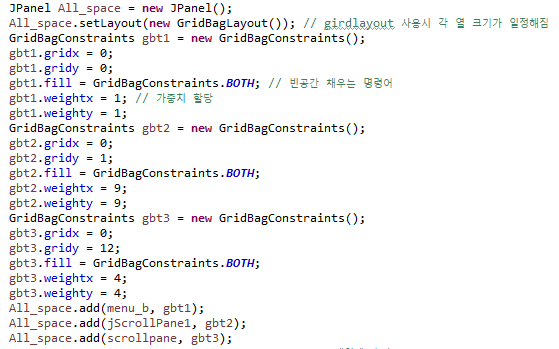 JPanel All_space = new JPanel();
All_space.setLayout(new GridBagLayout()); // girdlayout 사용시 각 열 크기가 일정해짐
GridBagConstraints gbt1 = new GridBagConstraints();
gbt1.gridx = 0;
gbt1.gridy = 0;
gbt1.fill = GridBagConstraints.BOTH; // 빈공간 채우는 명령어
gbt1.weightx = 1; // 가중치 할당
gbt1.weighty = 1;
GridBagConstraints gbt2 = new GridBagConstraints();
gbt2.gridx = 0;
gbt2.gridy = 1;
gbt2.fill = GridBagConstraints.BOTH;
gbt2.weightx = 9;
gbt2.weighty = 9;
GridBagConstraints gbt3 = new GridBagConstraints();
gbt3.gridx = 0;
gbt3.gridy = 12;
gbt3.fill = GridBagConstraints.BOTH;
gbt3.weightx = 4;
gbt3.weighty = 4;
All_space.add(menu_b, gbt1);
All_space.add(jScrollPane1, gbt2);
All_space.add(scrollpane, gbt3);